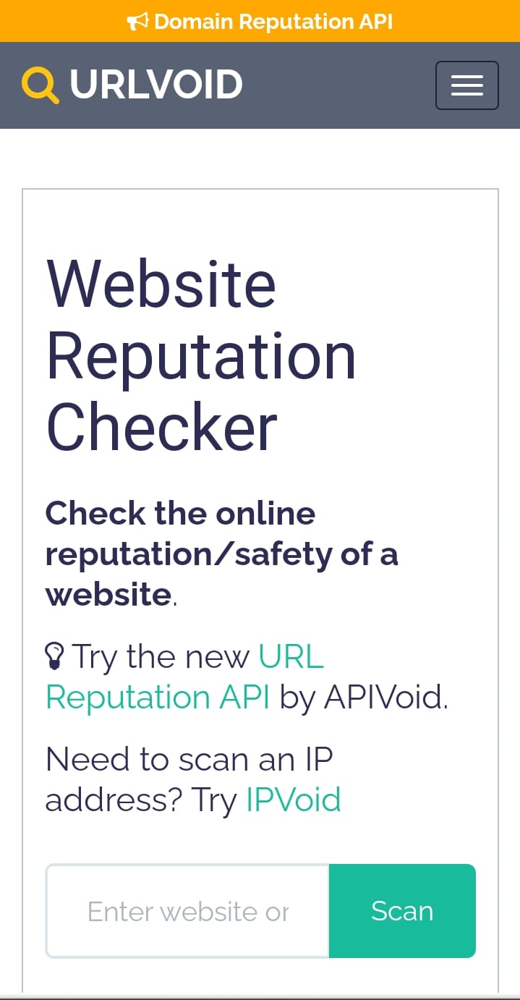 Domain Reputation API
URLVOID
Website
Reputation
Checker
Check the online
reputation/safety of a
website.
Try the new URL
Reputation API by APIVoid.
Need to scan an IP
address? Try IPVoid
Enter website or
Scan